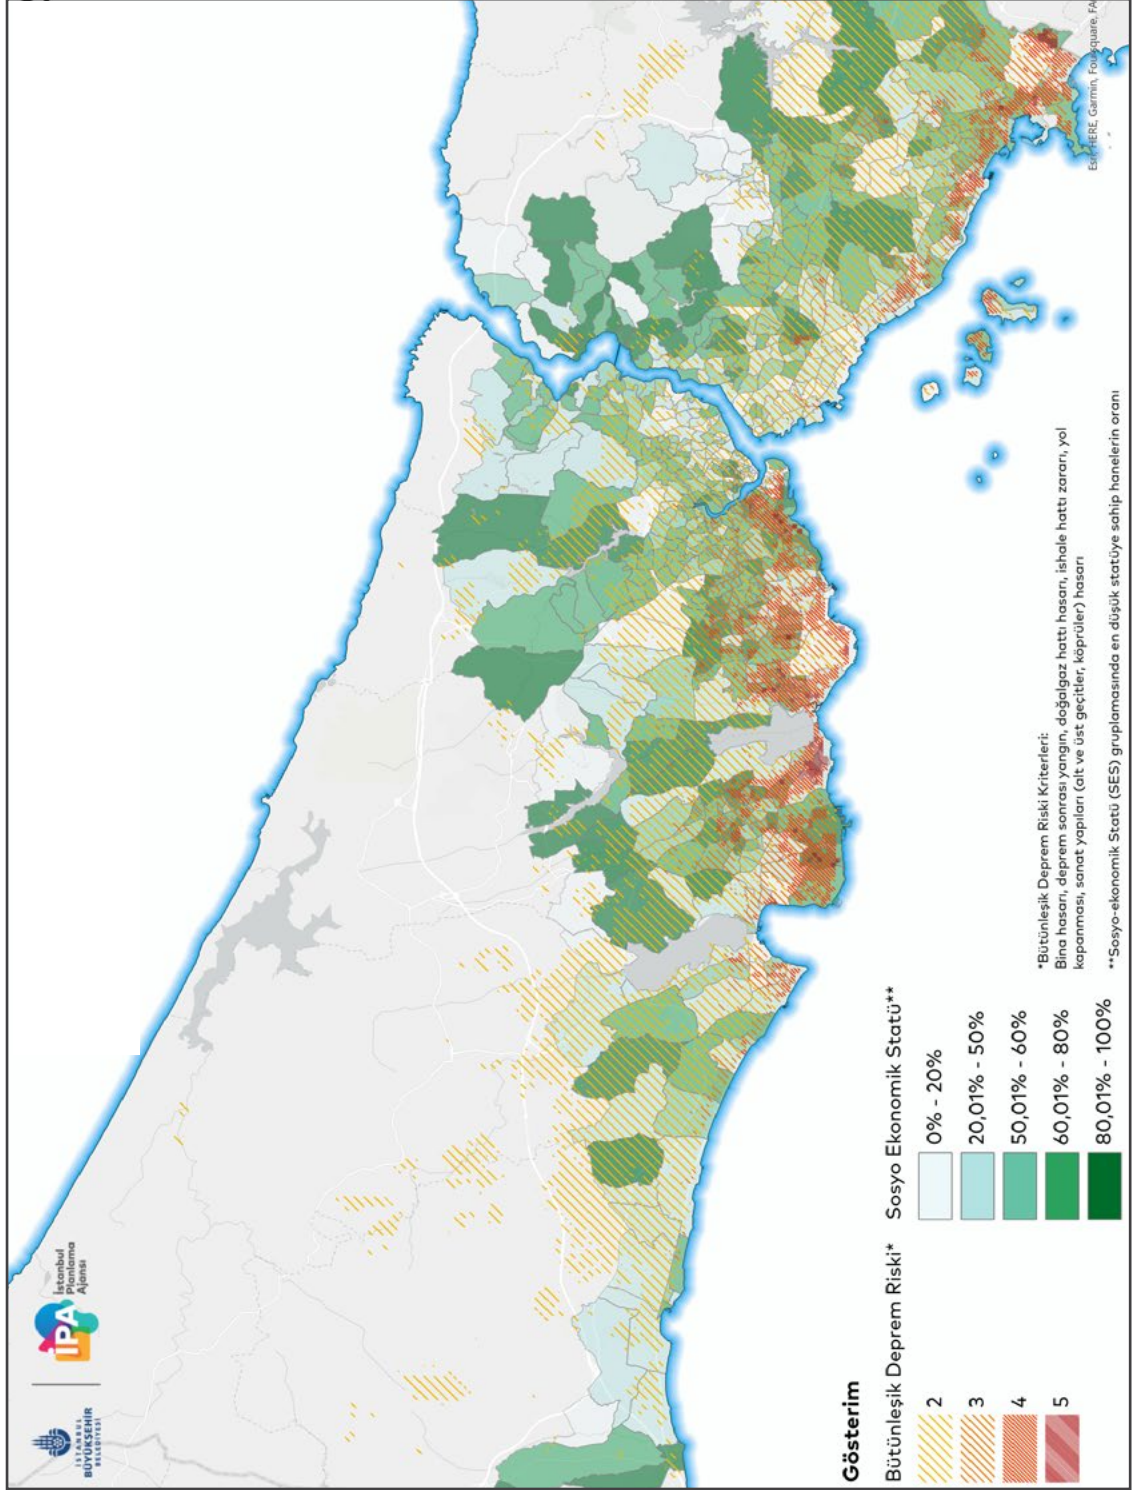 İSTANBUL
BÜYÜKŞEHİR
BELEDİYESİ
İPA
İstanbul
Planlama
Ajansı
Gösterim
Bütünleşik Deprem Riski*
2
3
4
5
Sosyo Ekonomik Statü**
0% - 20%
20,01% - 50%
50,01% - 60%
60,01% - 80%
80,01% - 100%
*Bütünleşik Deprem Riski Kriterleri:
Bina hasarı, deprem sonrası yangın, doğalgaz hattı hasarı, ishale hattı zararı, yol
kapanması, sanat yapıları (alt ve üst geçitler, köprüler) hasarı
**Sosyo-ekonomik Statü (SES) gruplamasında en düşük statüye sahip hanelerin oranı
Esri, HERE, Garmin, Foursquare, FA